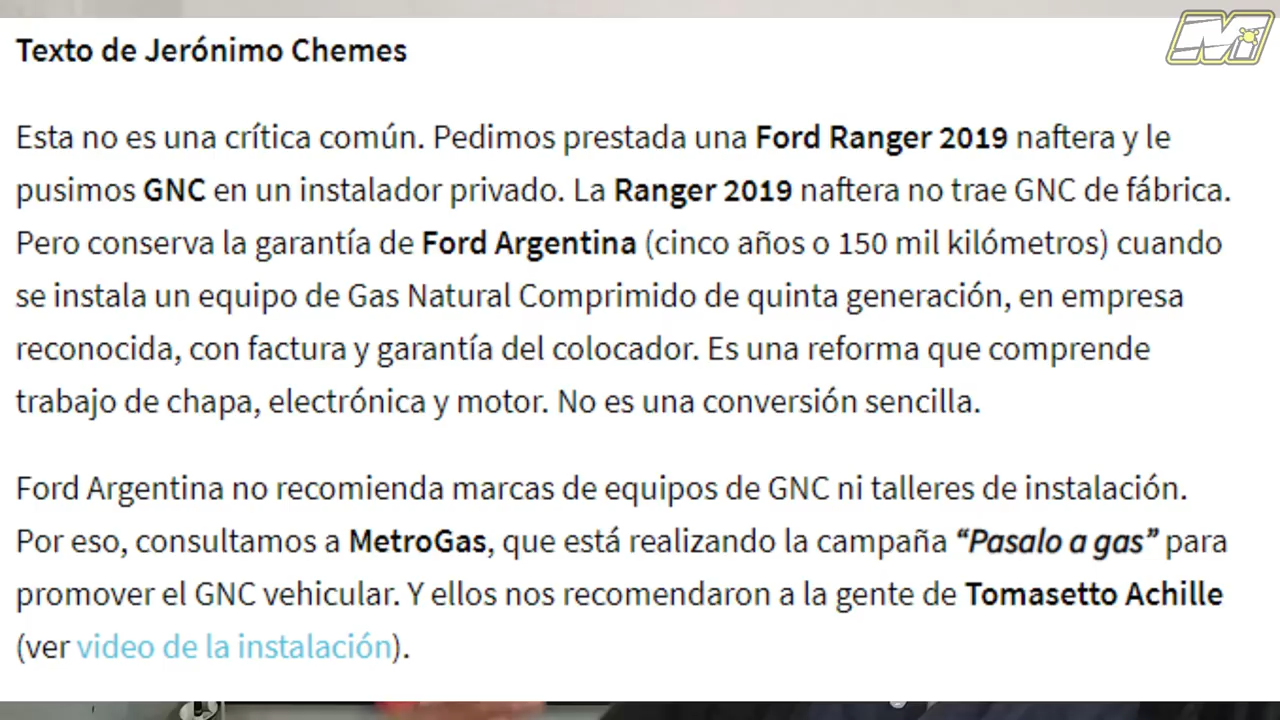 Texto de Jerónimo Chemes
Esta no es una crítica común. Pedimos prestada una Ford Ranger 2019 naftera y le
pusimos GNC en un instalador privado. La Ranger 2019 naftera no trae GNC de fábrica.
Pero conserva la garantía de Ford Argentina (cinco años o 150 mil kilómetros) cuando
se instala un equipo de Gas Natural Comprimido de quinta generación, en empresa
reconocida, con factura y garantía del colocador. Es una reforma que comprende
trabajo de chapa, electrónica y motor. No es una conversión sencilla.
Ford Argentina no recomienda marcas de equipos de GNC ni talleres de instalación.
Por eso, consultamos a MetroGas, que está realizando la campaña “Pasalo a gas” para
promover el GNC vehicular. Y ellos nos recomendaron a la gente de Tomasetto Achille
(ver video de la instalación).